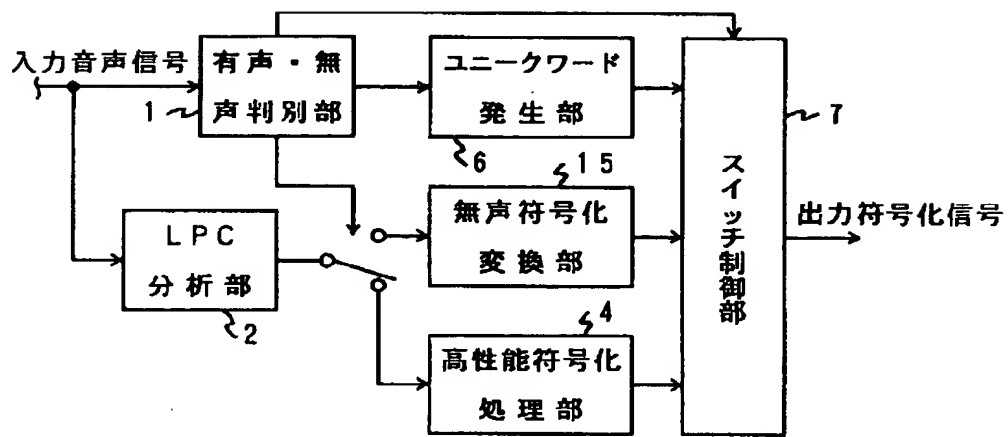 入力音声信号
有声・無
声判別部
1
ユニークワード
発生部
6
スイッチ制御部
7
15
無声符号化
変換部
出力符号化信号
LPC
分析部
2
4
高性能符号化
処理部